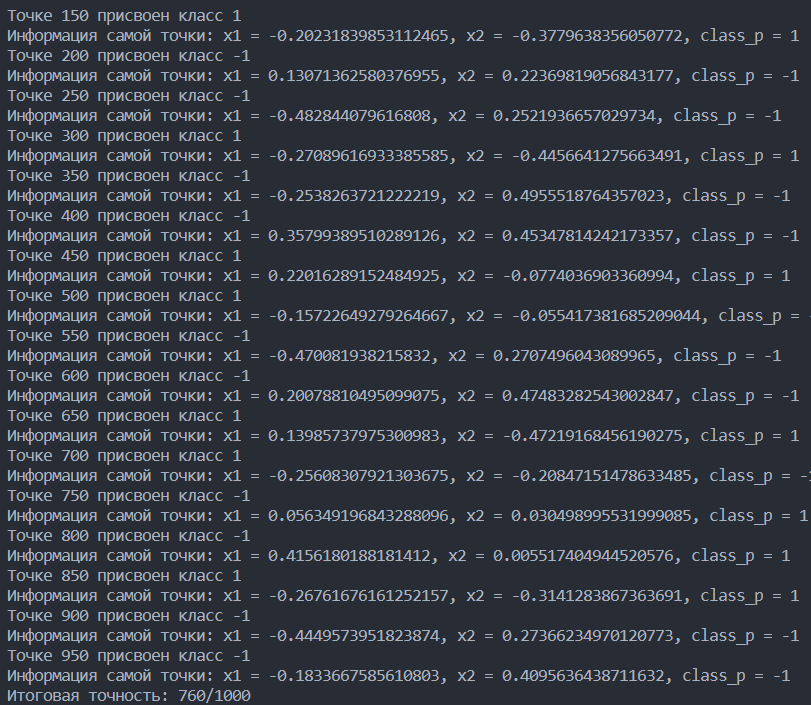 Точке 150 присвоен класс 1
Информация самой точки: x1 = -0.20231839853112465, x2 = -0.3779638356050772, class_p = 1
Точке 200 присвоен класс -1
Информация самой точки: x1 = 0.13071362580376955, x2 = 0.22369819056843177, class_p = -1
Точке 250 присвоен класс -1
Информация самой точки: x1 = -0.482844079616808, x2 = 0.2521936657029734, class_p = -1
Точке 300 присвоен класс 1
Информация самой точки: x1 = -0.27089616933385585, x2 = -0.4456641275663491, class_p = 1
Точке 350 присвоен класс -1
Информация самой точки: x1 = -0.2538263721222219, x2 = 0.4955518764357023, class_p = -1
Точке 400 присвоен класс -1
Информация самой точки: x1 = 0.35799389510289126, x2 = 0.45347814242173357, class_p = -1
Точке 450 присвоен класс 1
Информация самой точки: x1 = 0.22016289152484925, x2 = -0.0774036903360994, class_p = 1
Точке 500 присвоен класс 1
Информация самой точки: x1 = -0.15722649279264667, x2 = -0.055417381685209044, class_p = -
Точке 550 присвоен класс -1
Информация самой точки: x1 = -0.470081938215832, x2 = 0.2707496043089965, class_p = -1
Точке 600 присвоен класс -1
Информация самой точки: x1 = 0.20078810495099075, x2 = 0.47483282543002847, class_p = -1
Точке 650 присвоен класс 1
Информация самой точки: x1 = 0.13985737975300983, x2 = -0.47219168456190275, class_p = 1
Точке 700 присвоен класс 1
Информация самой точки: x1 = -0.25608307921303675, x2 = -0.20847151478633485, class_p = -1
Точке 750 присвоен класс -1
Информация самой точки: x1 = 0.056349196843288096, x2 = 0.030498995531999085, class_p = 1
Точке 800 присвоен класс -1
Информация самой точки: x1 = 0.4156180188181412, x2 = 0.005517404944520576, class_p = 1
Точке 850 присвоен класс 1
Информация самой точки: x1 = -0.26761676161252157, x2 = -0.3141283867363691, class_p = 1
Точке 900 присвоен класс -1
Информация самой точки: x1 = -0.4449573951823874, x2 = 0.27366234970120773, class_p = -1
Точке 950 присвоен класс -1
Информация самой точки: x1 = -0.1833667585610803, x2 = 0.4095636438711632, class_p = -1
Итоговая точность: 760/1000